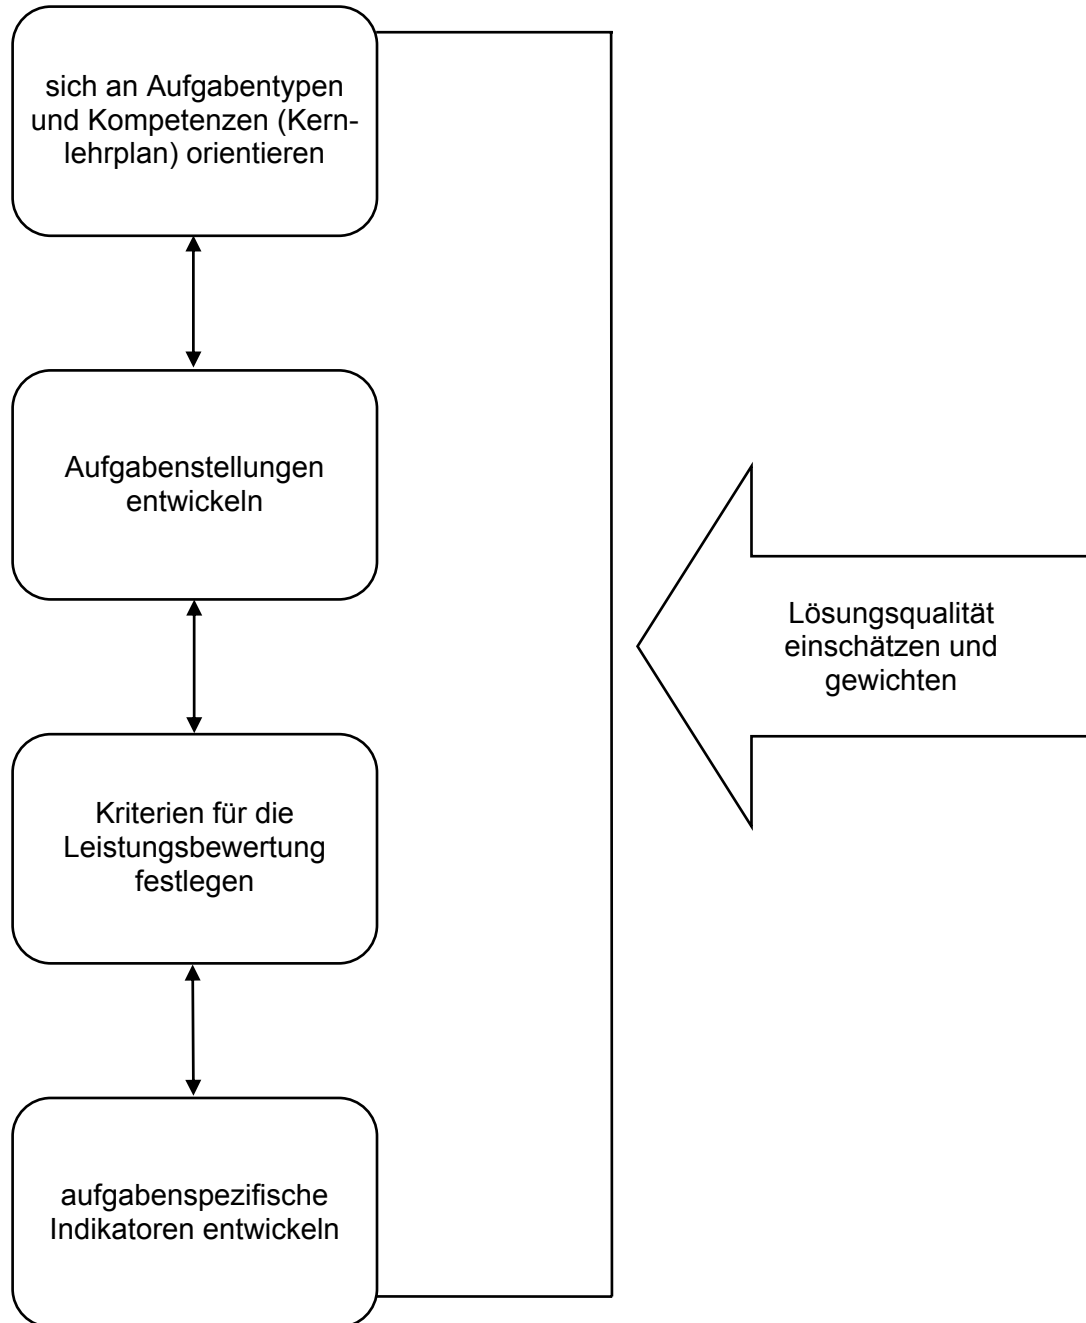 sich an Aufgabentypen
und Kompetenzen (Kern-
lehrplan) orientieren
Aufgabenstellungen
entwickeln
Lösungsqualität
einschätzen und
gewichten
Kriterien für die
Leistungsbewertung
festlegen
aufgabenspezifische
Indikatoren entwickeln